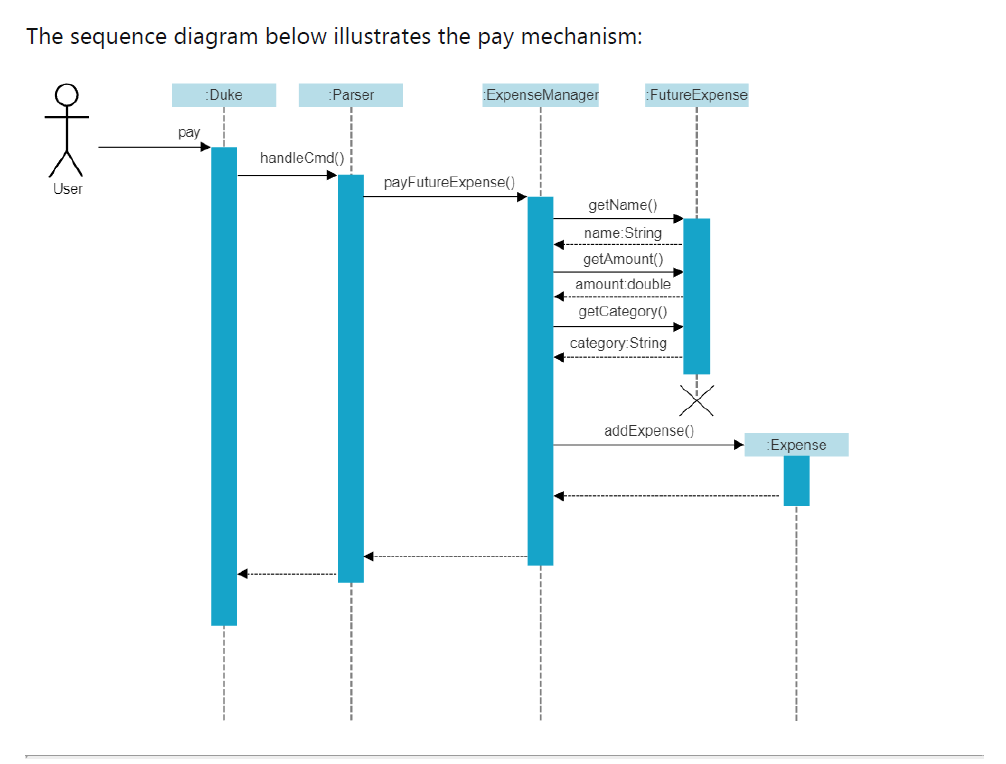 The sequence diagram below illustrates the pay mechanism:
:Duke
:Parser
:ExpenseManager
:FutureExpense
pay
handleCmd()
User
payFutureExpense()
getName()
name:String
getAmount()
amount:double
getCategory()
category:String
addExpense()
:Expense